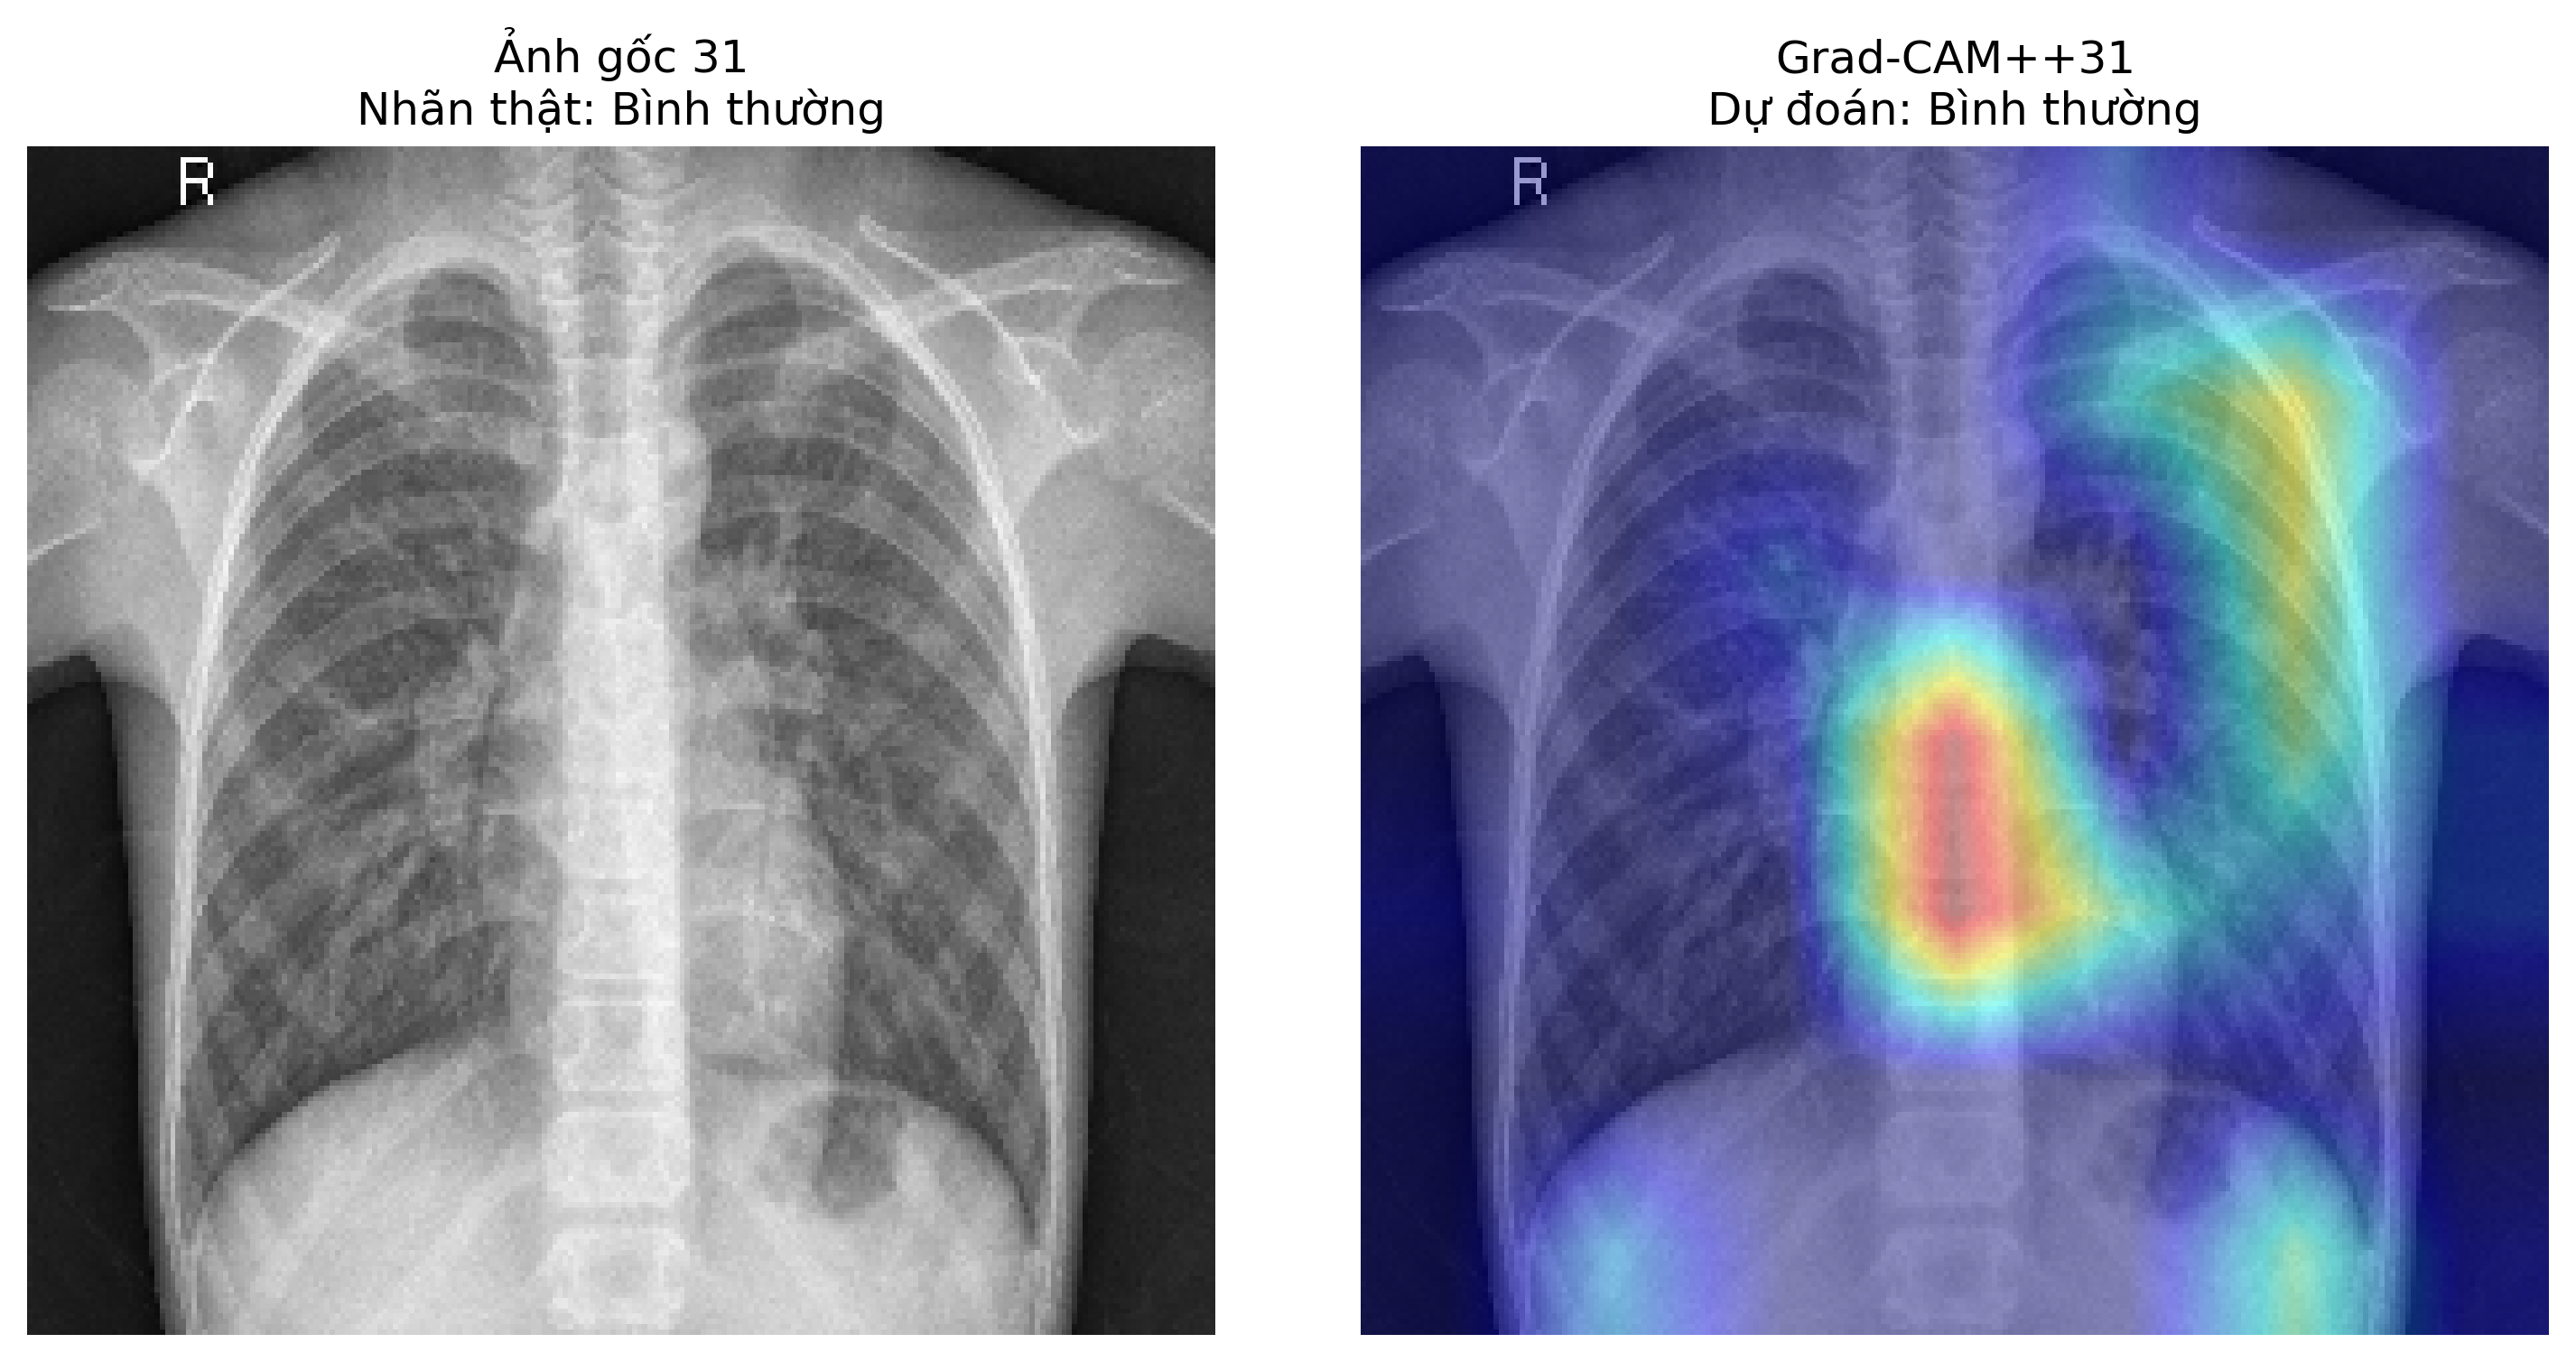 Ảnh gốc 31
Nhãn thật: Bình thường
Grad-CAM++31
Dự đoán: Bình thường
R
R